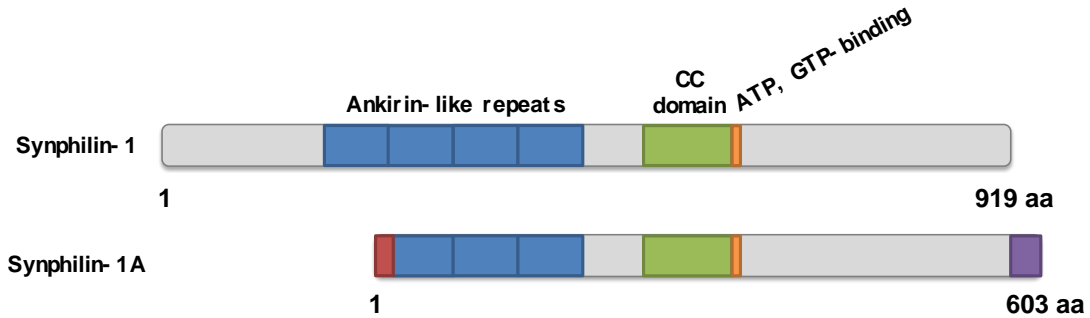 Ankirin-like repeats
CC
domain
ATP, GTP-binding
Synphilin-1
1
919 aa
Synphilin-1A
1
603 aa